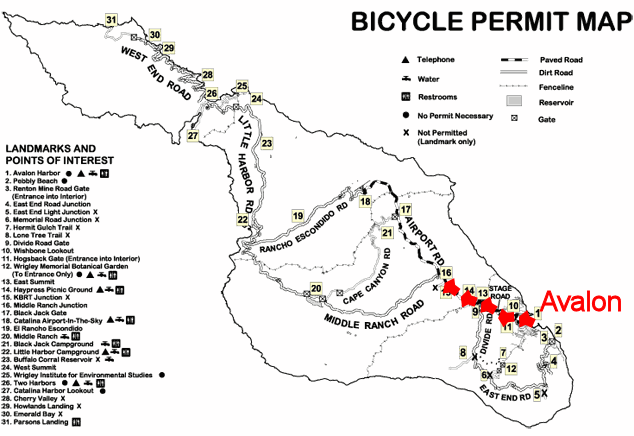 BICYCLE PERMIT MAP
Telephone
Water
Restrooms
No Permit Necessary
Not Permitted
(Landmark only)
Paved Road
Dirt Road
Fenceline
Reservoir
Gate
31
30
29
WEST END ROAD
28
26
25
24
27
LITTLE HARBOR RD
23
22
19
RANCHO ESCONDIDO RD
18
17
21
AIRPORT RD
20
CAPE CANYON RD
MIDDLE RANCH ROAD
16
X
14
13
STAGE
ROAD
10
Avalon
1
9
11
DIVIDE RD
2
3
7
8
X
12
4
6
EAST END RD
5 X
LANDMARKS AND
POINTS OF INTEREST
1. Avalon Harbor
2. Pebbly Beach
3. Renton Mine Road Gate
(Entrance into Interior)
4. East End Road Junction
5. East End Light Junction X
6. Memorial Road Junction X
7. Hermit Gulch Trail X
8. Lone Tree Trail X
9. Divide Road Gate
10. Wishbone Lookout
11. Hogsback Gate (Entrance into Interior)
12. Wrigley Memorial Botanical Garden
(To Entrance Only)
13. East Summit
14. Haypress Picnic Ground
15. KBRT Junction X
16. Middle Ranch Junction
17. Black Jack Gate
18. Catalina Airport-In-The-Sky
19. El Rancho Escondido
20. Middle Ranch
21. Black Jack Campground
22. Little Harbor Campground
23. Buffalo Corral Reservoir X
24. West Summit
25. Wrigley Institute for Environmental Studies
26. Two Harbors
27. Catalina Harbor Lookout
28. Cherry Valley X
29. Howlands Landing X
30. Emerald Bay X
31. Parsons Landing